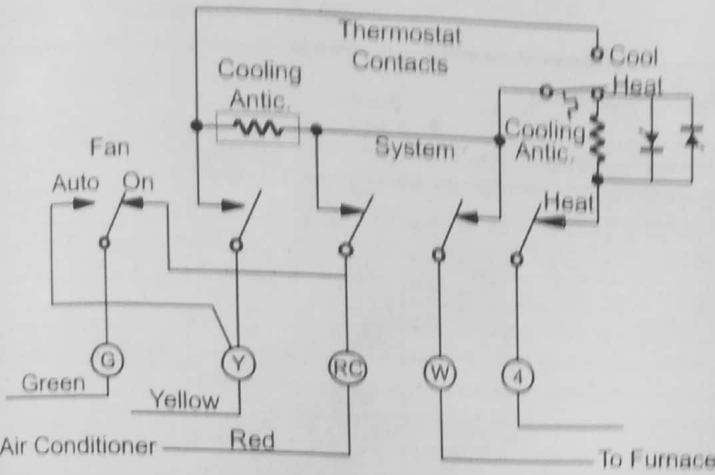 Thermostat
Contacts
Cool
Heat
Cooling
Antic.
Cooling
Antic.
System
Fan
Auto On
Heat
G
Y
RC
W
4
Green
Yellow
Red
Air Conditioner
To Furnace